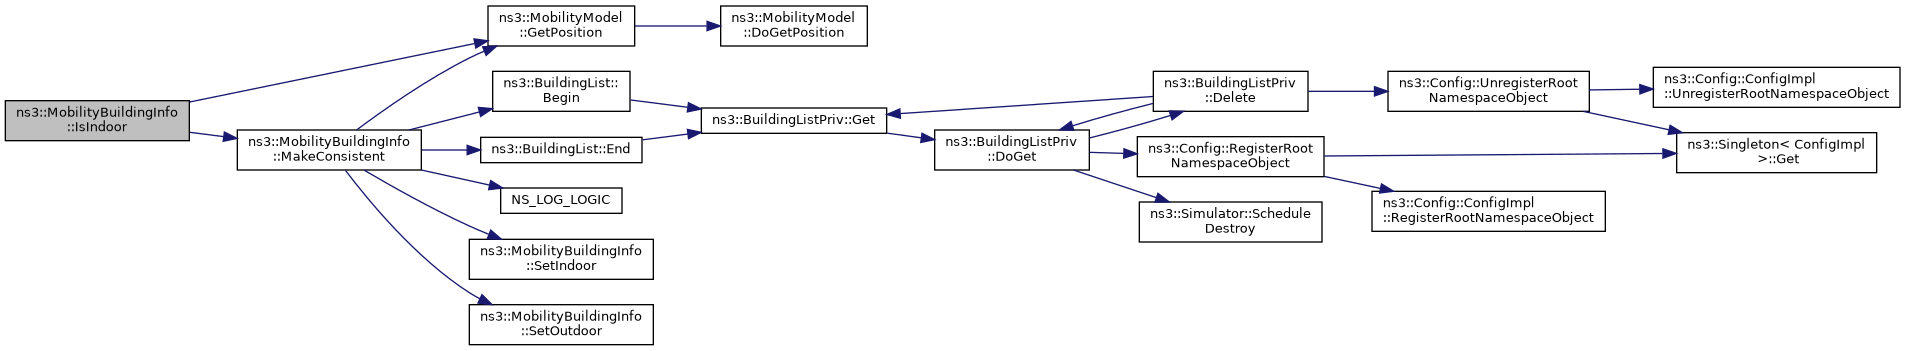 ns3::MobilityBuildingInfo
::IsIndoor
ns3::MobilityModel
::GetPosition
ns3::MobilityModel
::DoGetPosition
ns3::MobilityBuildingInfo
::MakeConsistent
ns3::BuildingList::
Begin
ns3::BuildingList::End
NS_LOG_LOGIC
ns3::MobilityBuildingInfo
::SetIndoor
ns3::MobilityBuildingInfo
::SetOutdoor
ns3::BuildingListPriv::Get
ns3::BuildingListPriv
::DoGet
ns3::BuildingListPriv
::Delete
ns3::Config::RegisterRoot
NamespaceObject
ns3::Simulator::Schedule
Destroy
ns3::Config::UnregisterRoot
NamespaceObject
ns3::Config::ConfigImpl
::UnregisterRootNamespaceObject
ns3::Singleton< ConfigImpl
>::Get
ns3::Config::ConfigImpl
::RegisterRootNamespaceObject